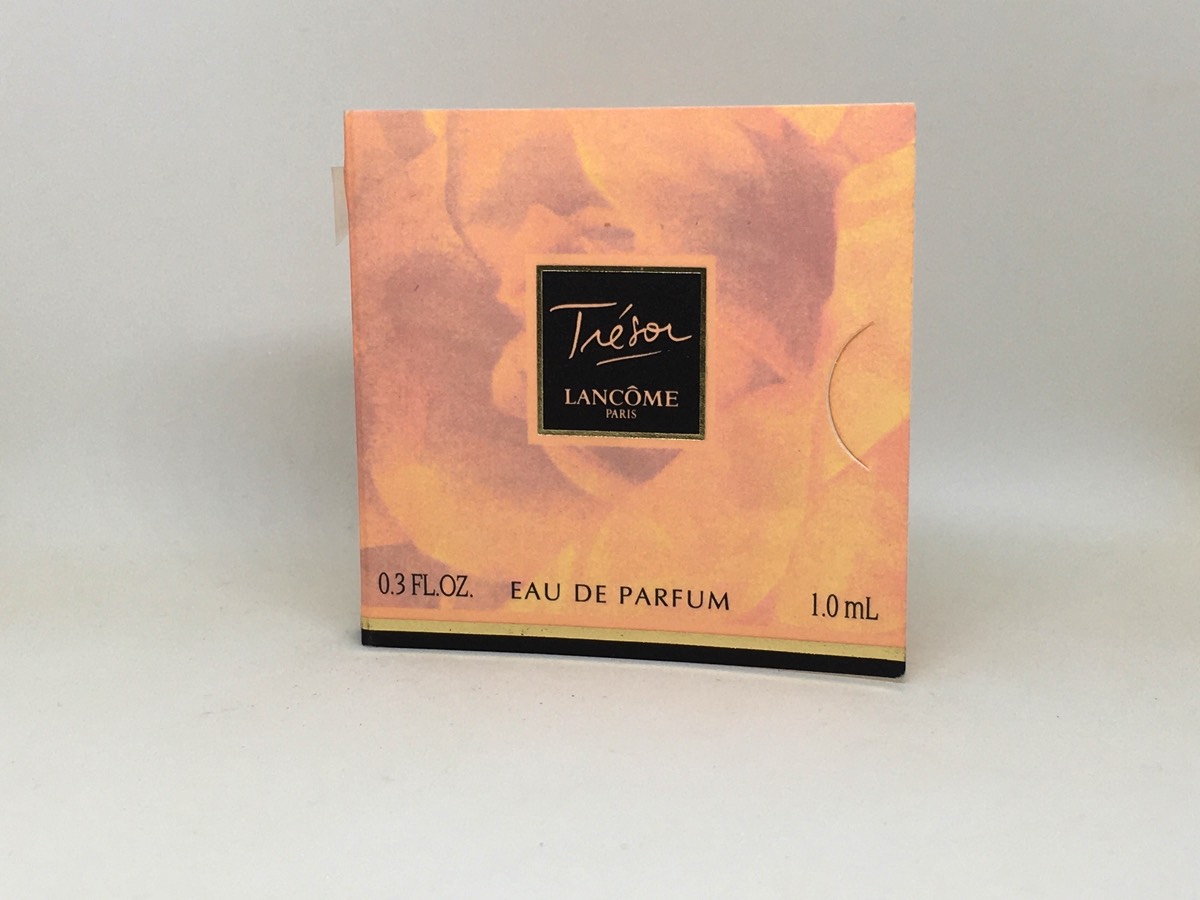 Trésor
LANCÔME
PARIS
0.3 FL.OZ. EAU DE PARFUM 1.0 mL